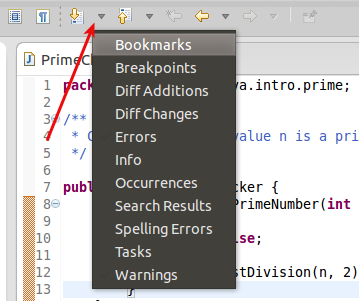 PrimeCh
Bookmarks
Breakpoints
Diff Additions
Diff Changes
Errors
Info
Occurrences
Search Results
Spelling Errors
Tasks
Warnings
1 pack va.intro.prime;
2
3 /**
4 * C value n is a pri
5 */
6
7 publ cker {
8 PrimeNumber(int
9
10 lse;
11
12 stDivision(n, 2)
13 }